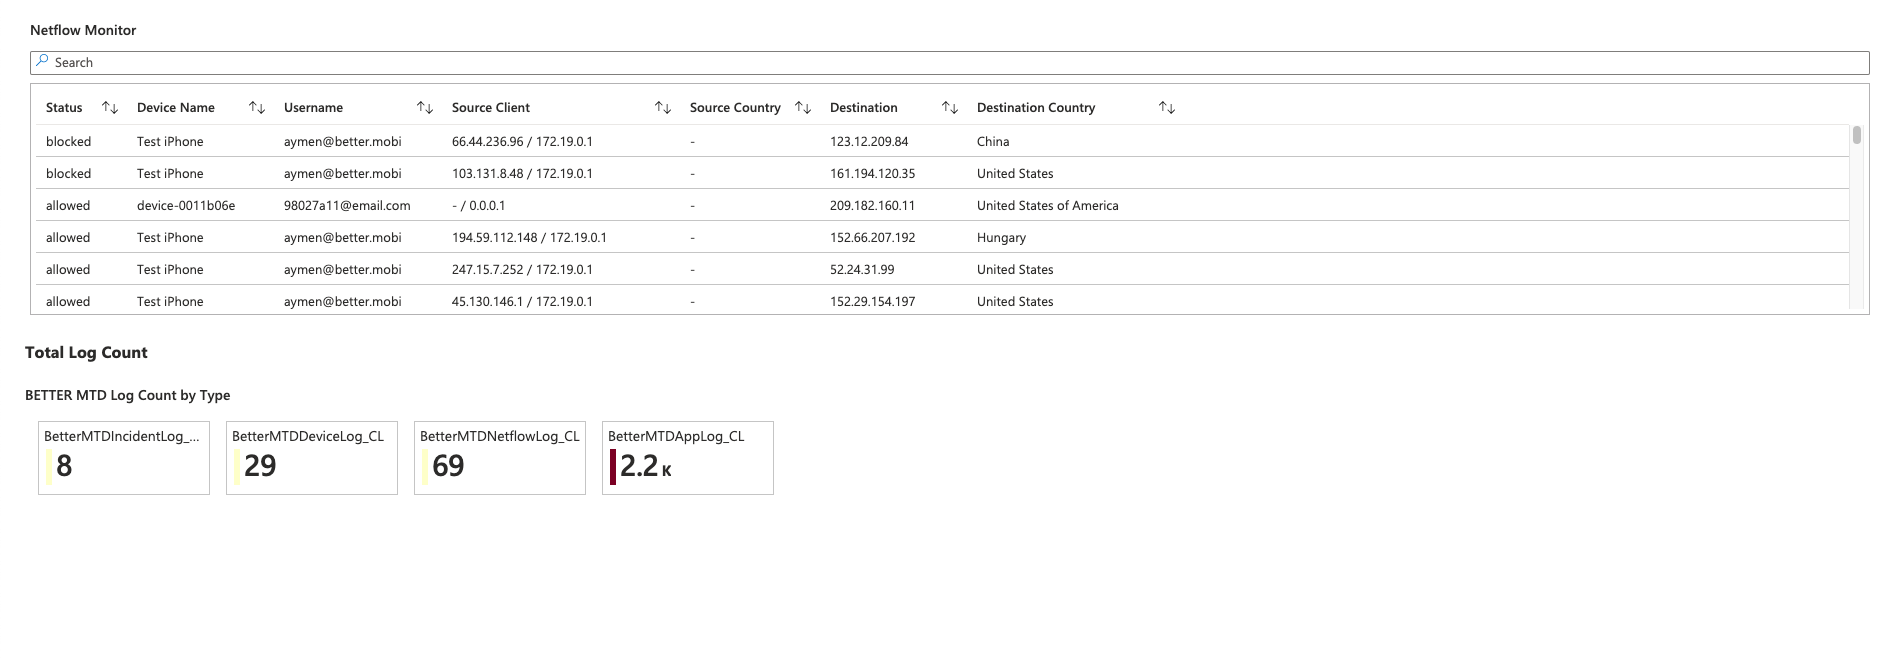 Netflow Monitor
Search
Status Device Name Username Source Client Source Country Destination Destination Country
blocked Test iPhone aymen@better.mobi 66.44.236.96 / 172.19.0.1 - 123.12.209.84 China
blocked Test iPhone aymen@better.mobi 103.131.8.48 / 172.19.0.1 - 161.194.120.35 United States
allowed device-0011b06e 98027a11@email.com - / 0.0.0.1 - 209.182.160.11 United States of America
allowed Test iPhone aymen@better.mobi 194.59.112.148 / 172.19.0.1 - 152.66.207.192 Hungary
allowed Test iPhone aymen@better.mobi 247.15.7.252 / 172.19.0.1 - 52.24.31.99 United States
allowed Test iPhone aymen@better.mobi 45.130.146.1 / 172.19.0.1 - 152.29.154.197 United States
Total Log Count
BETTER MTD Log Count by Type
BetterMTDIncidentLog_... BetterMTDDeviceLog_CL BetterMTDNetflowLog_CL BetterMTDAppLog_CL
8 29 69 2.2 K